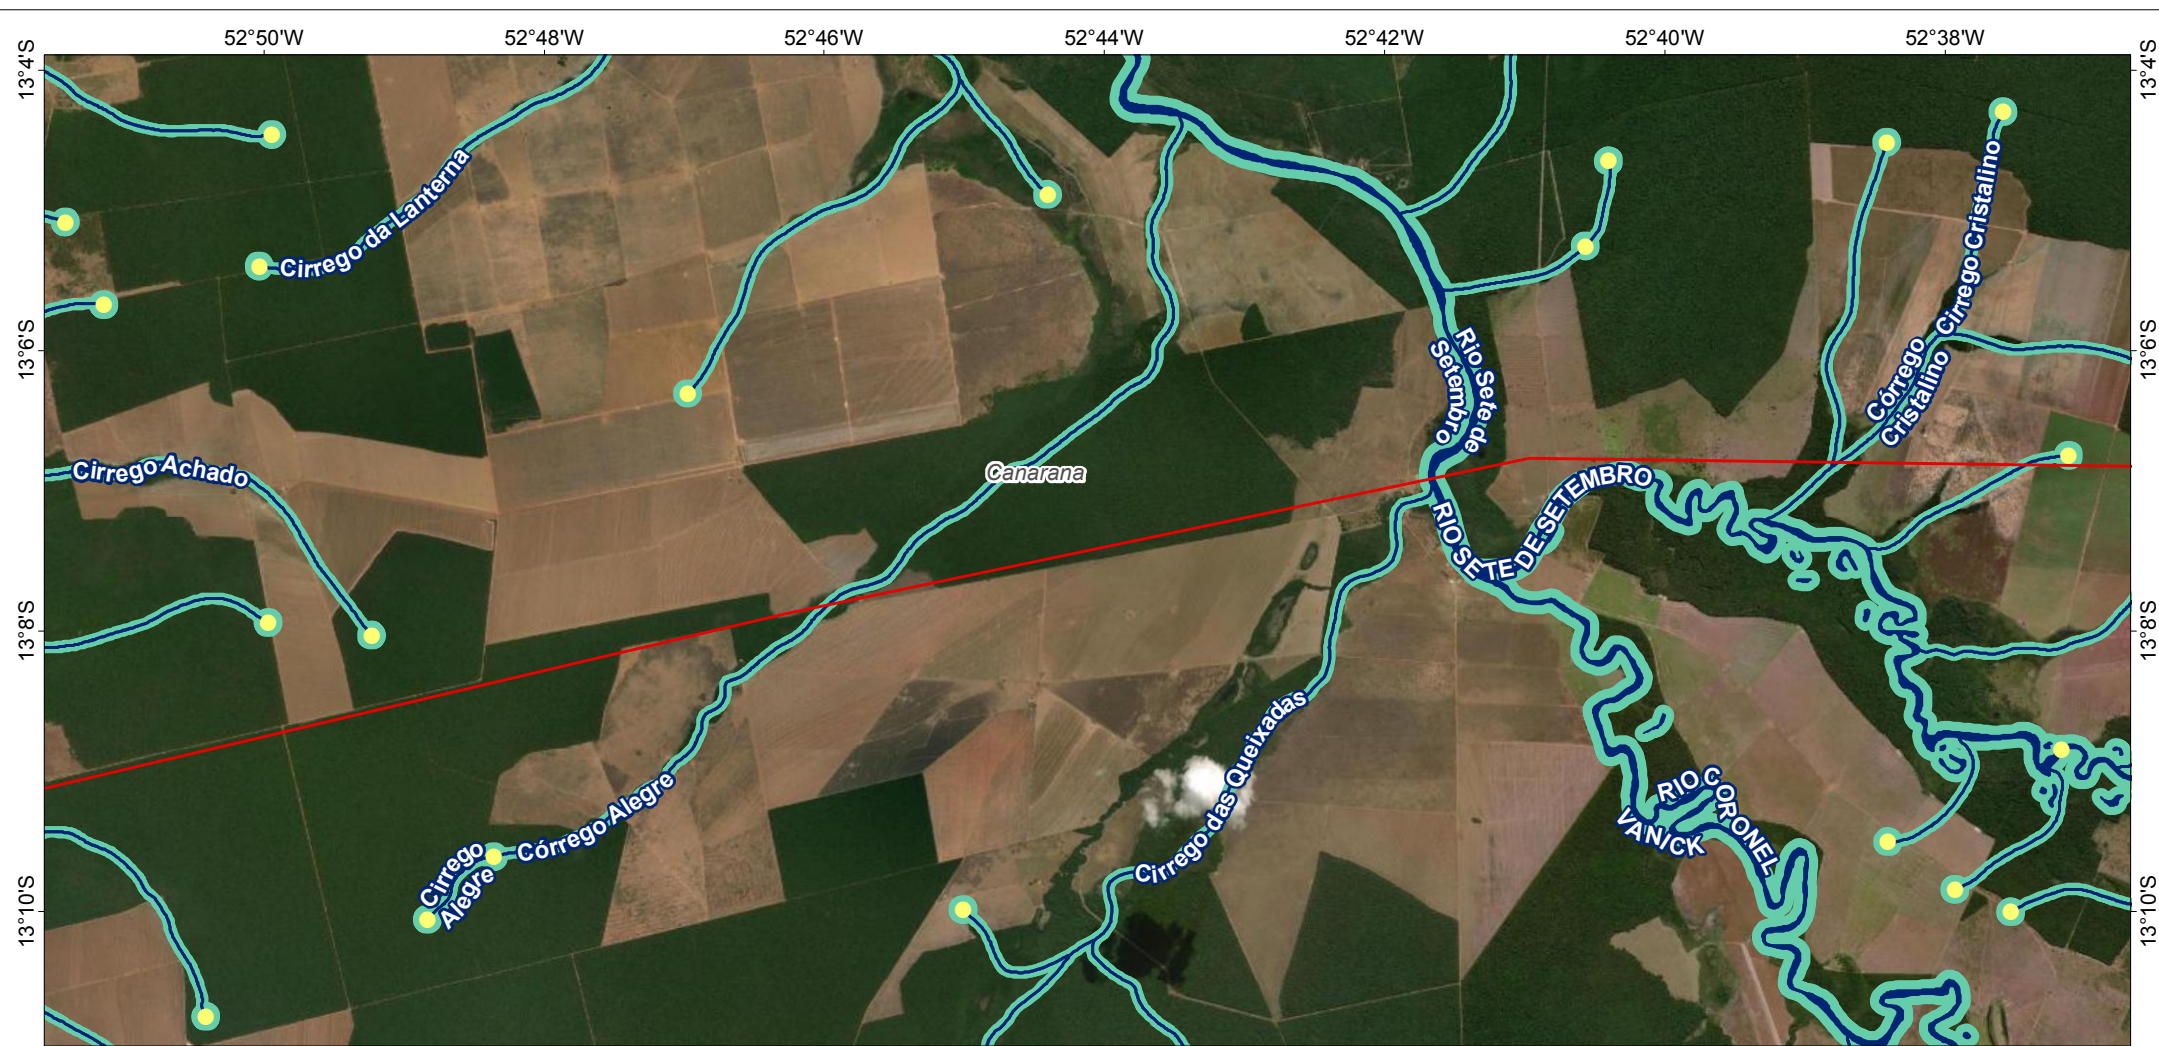 52°50'W 52°48'W 52°46'W 52°44'W 52°42'W 52°40'W 52°38'W
13°4'S
13°4'S
Cirrego da Lanterna
Cirrego Cristalino
13°6'S
13°6'S
Rio Sete de
Setembro
Córrego
Cristalino
Cirrego Achado
Canarana
RIO SETE DE SETEMBRO
13°8'S
13°8'S
Cirrego das Queixadas
Córrego Alegre
Cirrego
Alegre
RIO CORONEL
VANICK
13°10'S
13°10'S